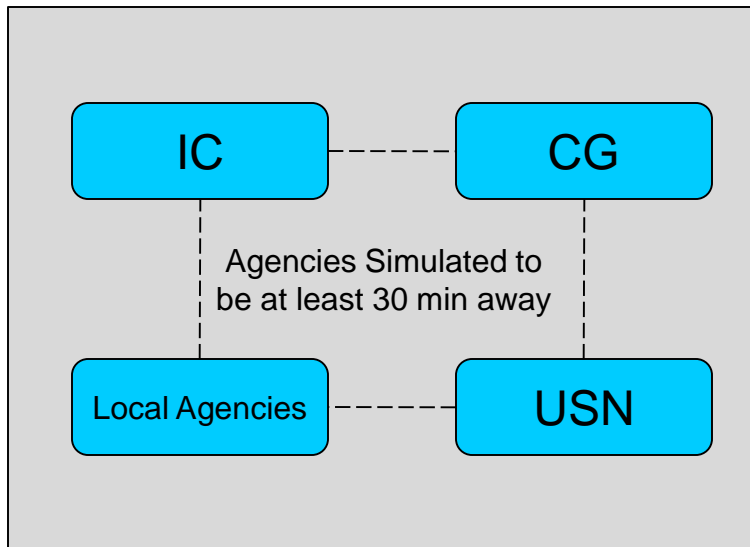 IC
CG
Agencies Simulated to
be at least 30 min away
Local Agencies
USN